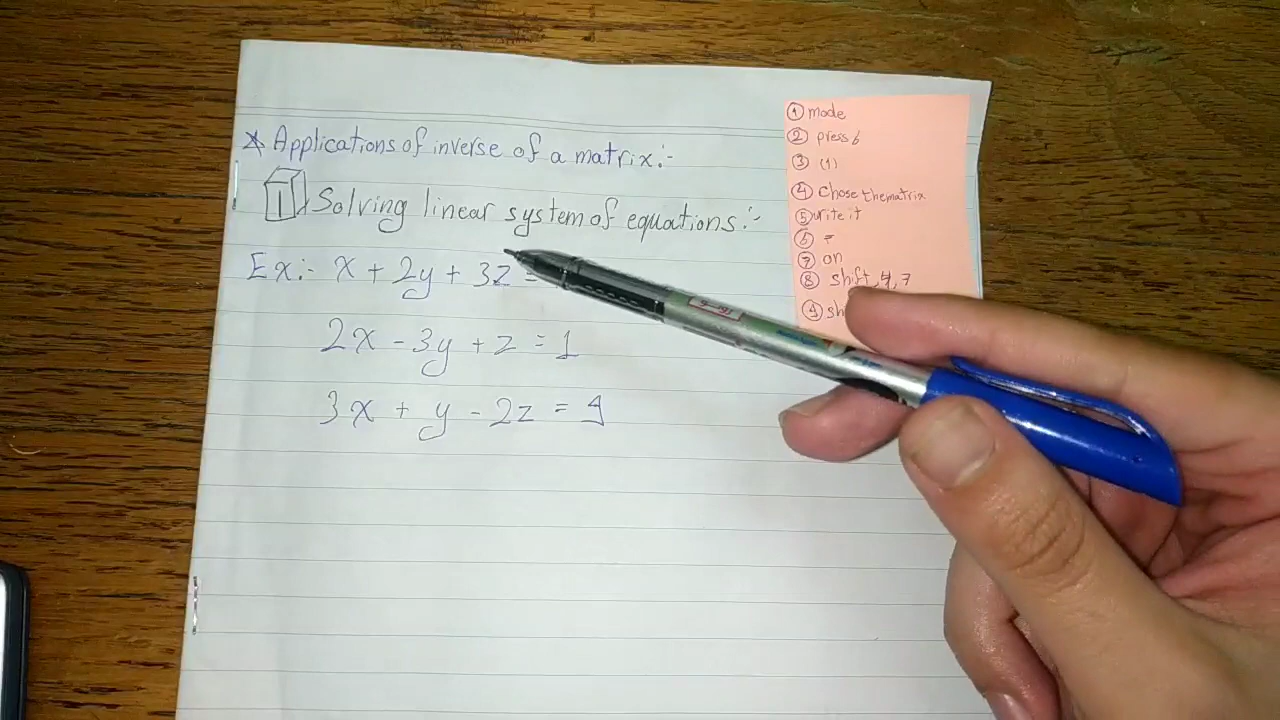 * Applications of inverse of a matrix:-
1 Solving linear system of equations:-
Ex:- x + 2y + 3z =
2x - 3y + z = 1
3x + y - 2z = 4
① mode
② press 6
③ (1)
④ chose the matrix
⑤ write it
⑥ =
⑦ on
⑧ shift, 4, 7
⑨ sh